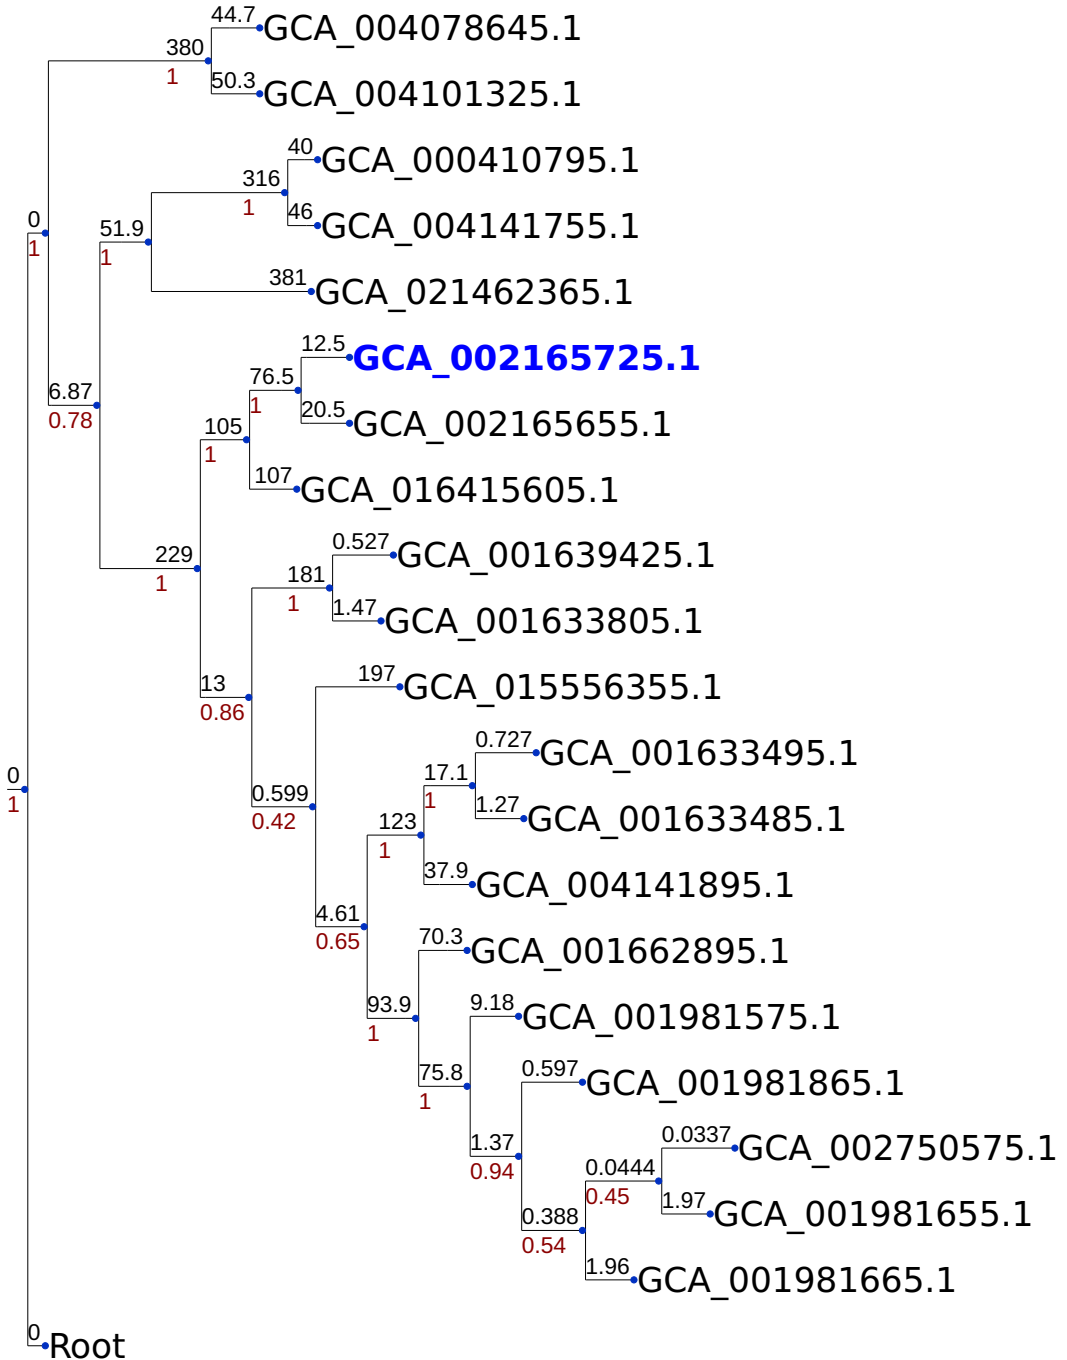 44.7
GCA_004078645.1
380
1
50.3
GCA_004101325.1
40
GCA_000410795.1
316
1
46
GCA_004141755.1
0
1
51.9
1
381
GCA_021462365.1
12.5
GCA_002165725.1
76.5
1
6.87
0.78
20.5
GCA_002165655.1
105
1
107
GCA_016415605.1
229
1
0.527
GCA_001639425.1
181
1
1.47
GCA_001633805.1
13
0.86
197
GCA_015556355.1
0.727
GCA_001633495.1
17.1
1
0
1
0.599
0.42
1.27
GCA_001633485.1
123
1
37.9
GCA_004141895.1
4.61
0.65
70.3
GCA_001662895.1
93.9
1
9.18
GCA_001981575.1
75.8
1
0.597
GCA_001981865.1
1.37
0.94
0.0337
GCA_002750575.1
0.0444
0.45
1.97
GCA_001981655.1
0.388
0.54
1.96
GCA_001981665.1
0
Root